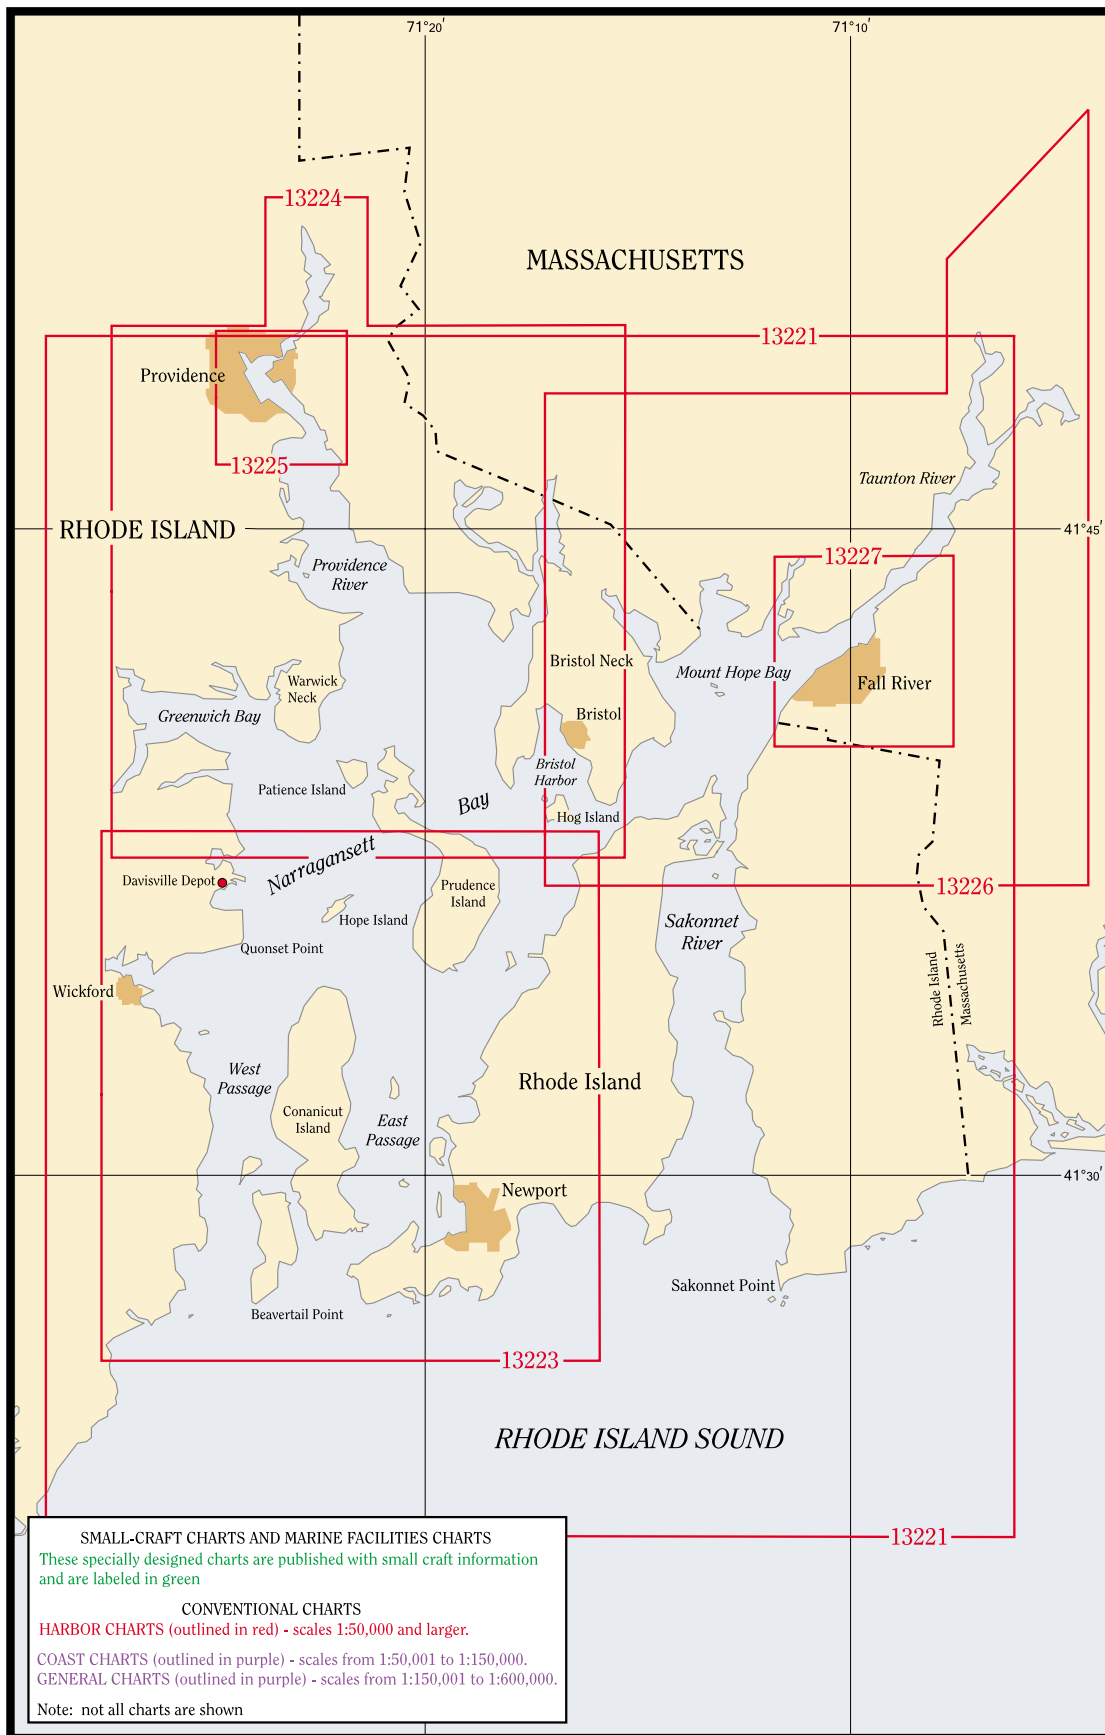 71°20'
71°10'
13224
MASSACHUSETTS
13221
Providence
13225
Taunton River
RHODE ISLAND
41°45'
13227
Providence
River
Bristol Neck
Mount Hope Bay
Warwick
Neck
Fall River
Greenwich Bay
Bristol
Bristol
Harbor
Patience Island
Bay
Hog Island
Narragansett
Davisville Depot
Prudence
Island
13226
Hope Island
Sakonnet
River
Quonset Point
Rhode Island
Massachusetts
Wickford
West
Passage
Rhode Island
Conanicut
Island
East
Passage
41°30'
Newport
Sakonnet Point
Beavertail Point
13223
RHODE ISLAND SOUND
13221
SMALL-CRAFT CHARTS AND MARINE FACILITIES CHARTS
These specially designed charts are published with small craft information
and are labeled in green
CONVENTIONAL CHARTS
HARBOR CHARTS (outlined in red) - scales 1:50,000 and larger.
COAST CHARTS (outlined in purple) - scales from 1:50,001 to 1:150,000.
GENERAL CHARTS (outlined in purple) - scales from 1:150,001 to 1:600,000.
Note: not all charts are shown